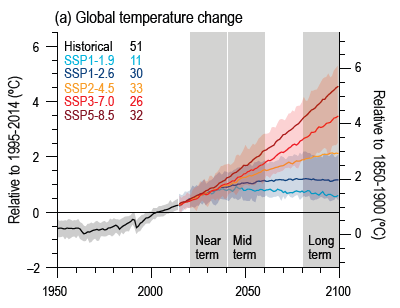 (a) Global temperature change
Relative to 1995-2014 (ºC)
6
4
2
0
−2
Historical 51
SSP1-1.9 11
SSP1-2.6 30
SSP2-4.5 33
SSP3-7.0 26
SSP5-8.5 32
Near term
Mid term
Long term
6
4
2
0
Relative to 1850-1900 (ºC)
1950
2000
2050
2100